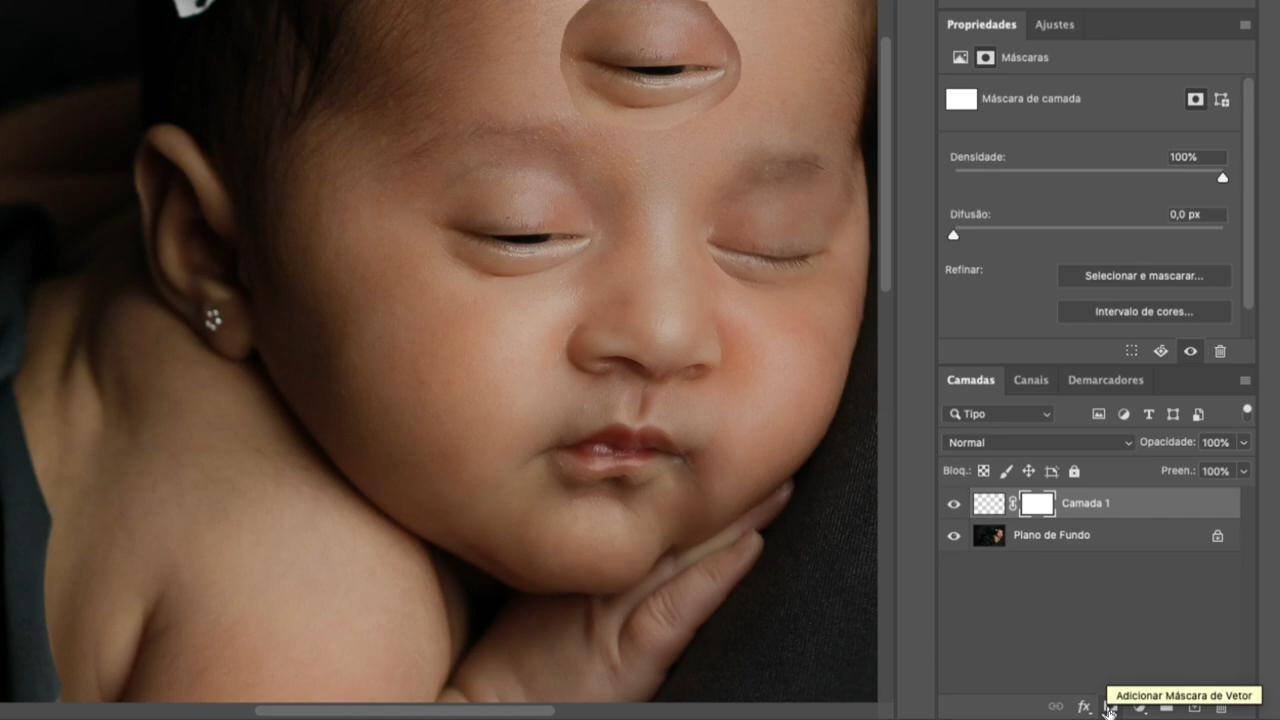 Propriedades
Ajustes
Máscaras
Máscara de camada
Densidade:
100%
Difusão:
0,0 px
Refinar:
Selecionar e mascarar...
Intervalo de cores...
Camadas
Canais
Demarcadores
Tipo
Normal
Opacidade:
100%
Bloq.:
Preen.:
100%
Camada 1
Plano de Fundo
Adicionar Máscara de Vetor
fx